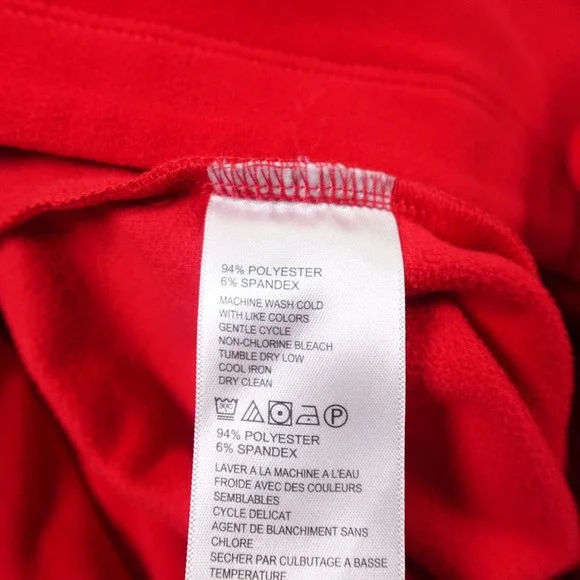 94% POLYESTER
6% SPANDEX
MACHINE WASH COLD
WITH LIKE COLORS
GENTLE CYCLE
NON-CHLORINE BLEACH
TUMBLE DRY LOW
COOL IRON
DRY CLEAN
30C P
94% POLYESTER
6% SPANDEX
LAVER A LA MACHINE A L'EAU
FROIDE AVEC DES COULEURS
SEMBLABLES
CYCLE DELICAT
AGENT DE BLANCHIMENT SANS
CHLORE
SECHER PAR CULBUTAGE A BASSE
TEMPERATURE